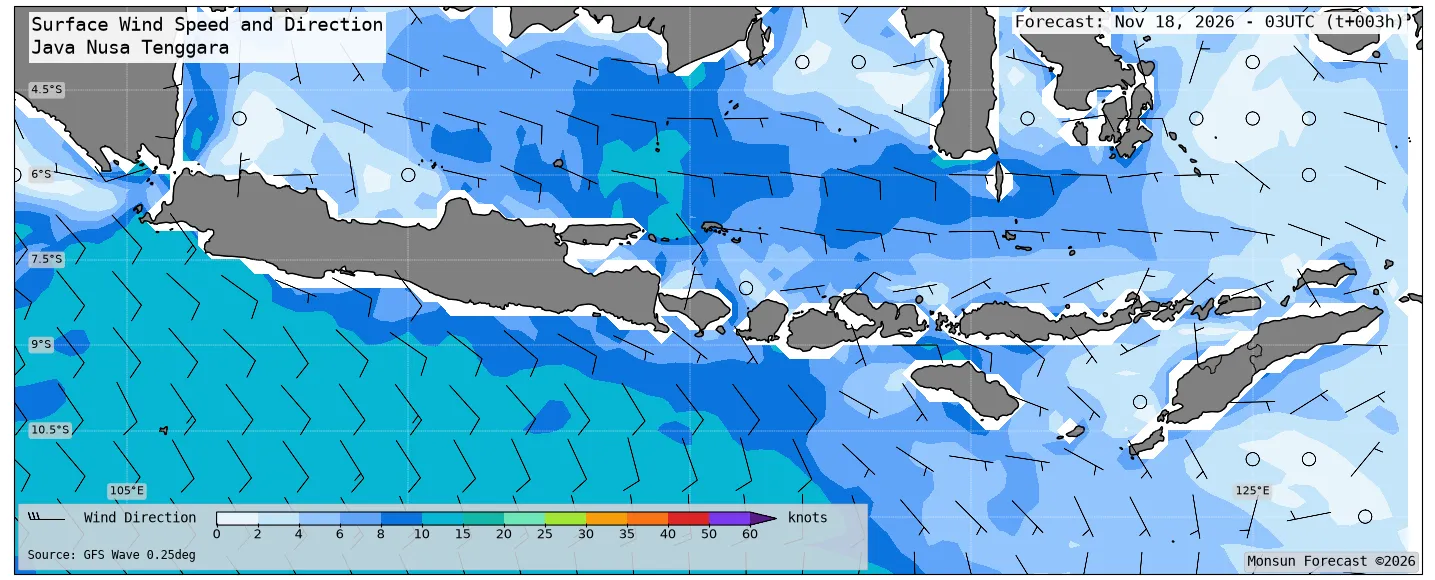 Surface Wind Speed and Direction
Java Nusa Tenggara
Forecast: Nov 18, 2026 - 03UTC (t+003h)
4.5°S
6°S
7.5°S
9°S
10.5°S
105°E
125°E
Wind Direction
0 2 4 6 8 10 15 20 25 30 35 40 50 60
knots
Source: GFS Wave 0.25deg
Monsun Forecast ©2026